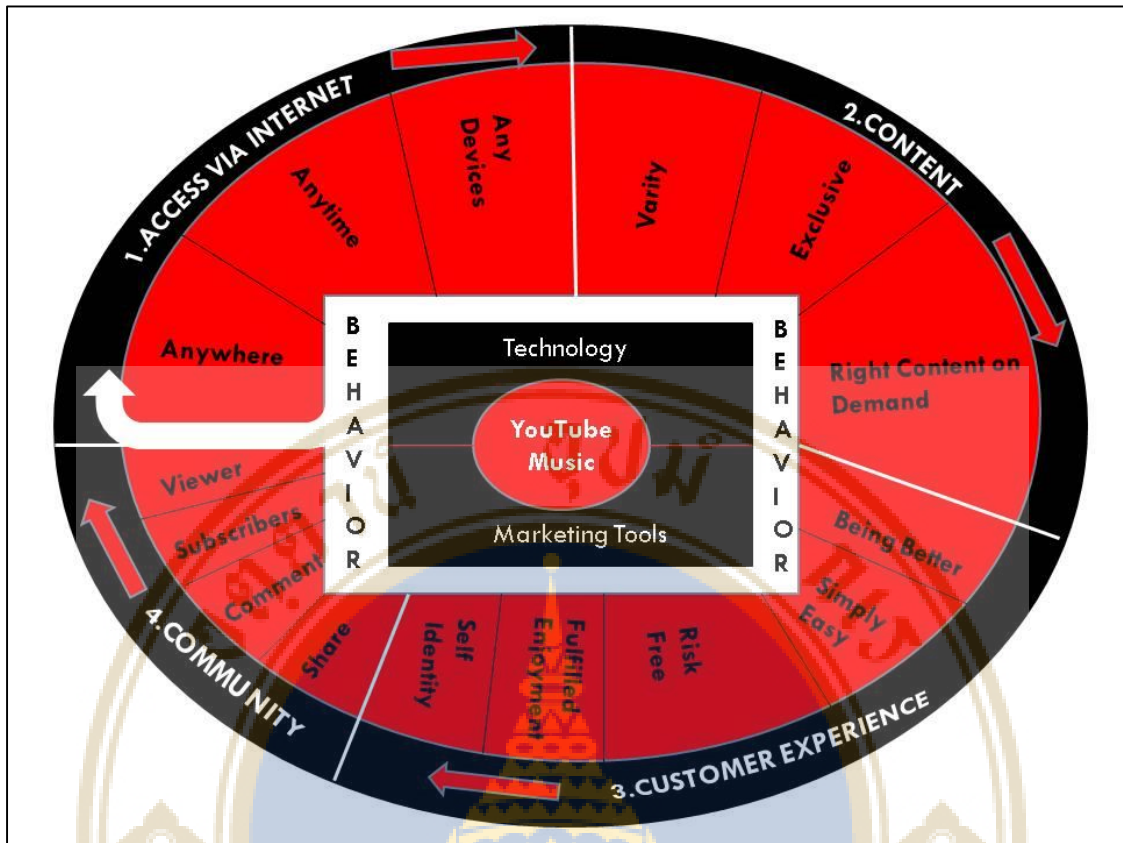 1.ACCESS VIA INTERNET
Any
Devices
Anytime
Anywhere
2.CONTENT
Varity
Exclusive
Right Content on
Demand
BEHAVIOR
Technology
YouTube
Music
Marketing Tools
BEHAVIOR
Being Better
Simply
Easy
Risk
Free
Fulfilled
Enjoyment
Self
Identity
3.CUSTOMER EXPERIENCE
Viewer
Subscribers
Comment
Share
4.COMMUNITY